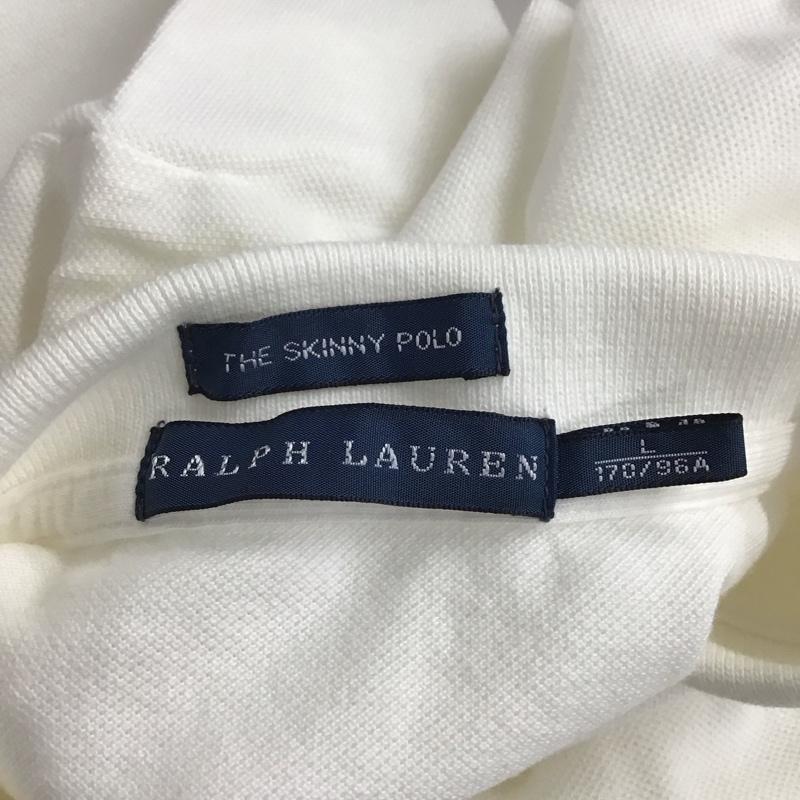 THE SKINNY POLO
RALPH LAUREN
L
170/96A